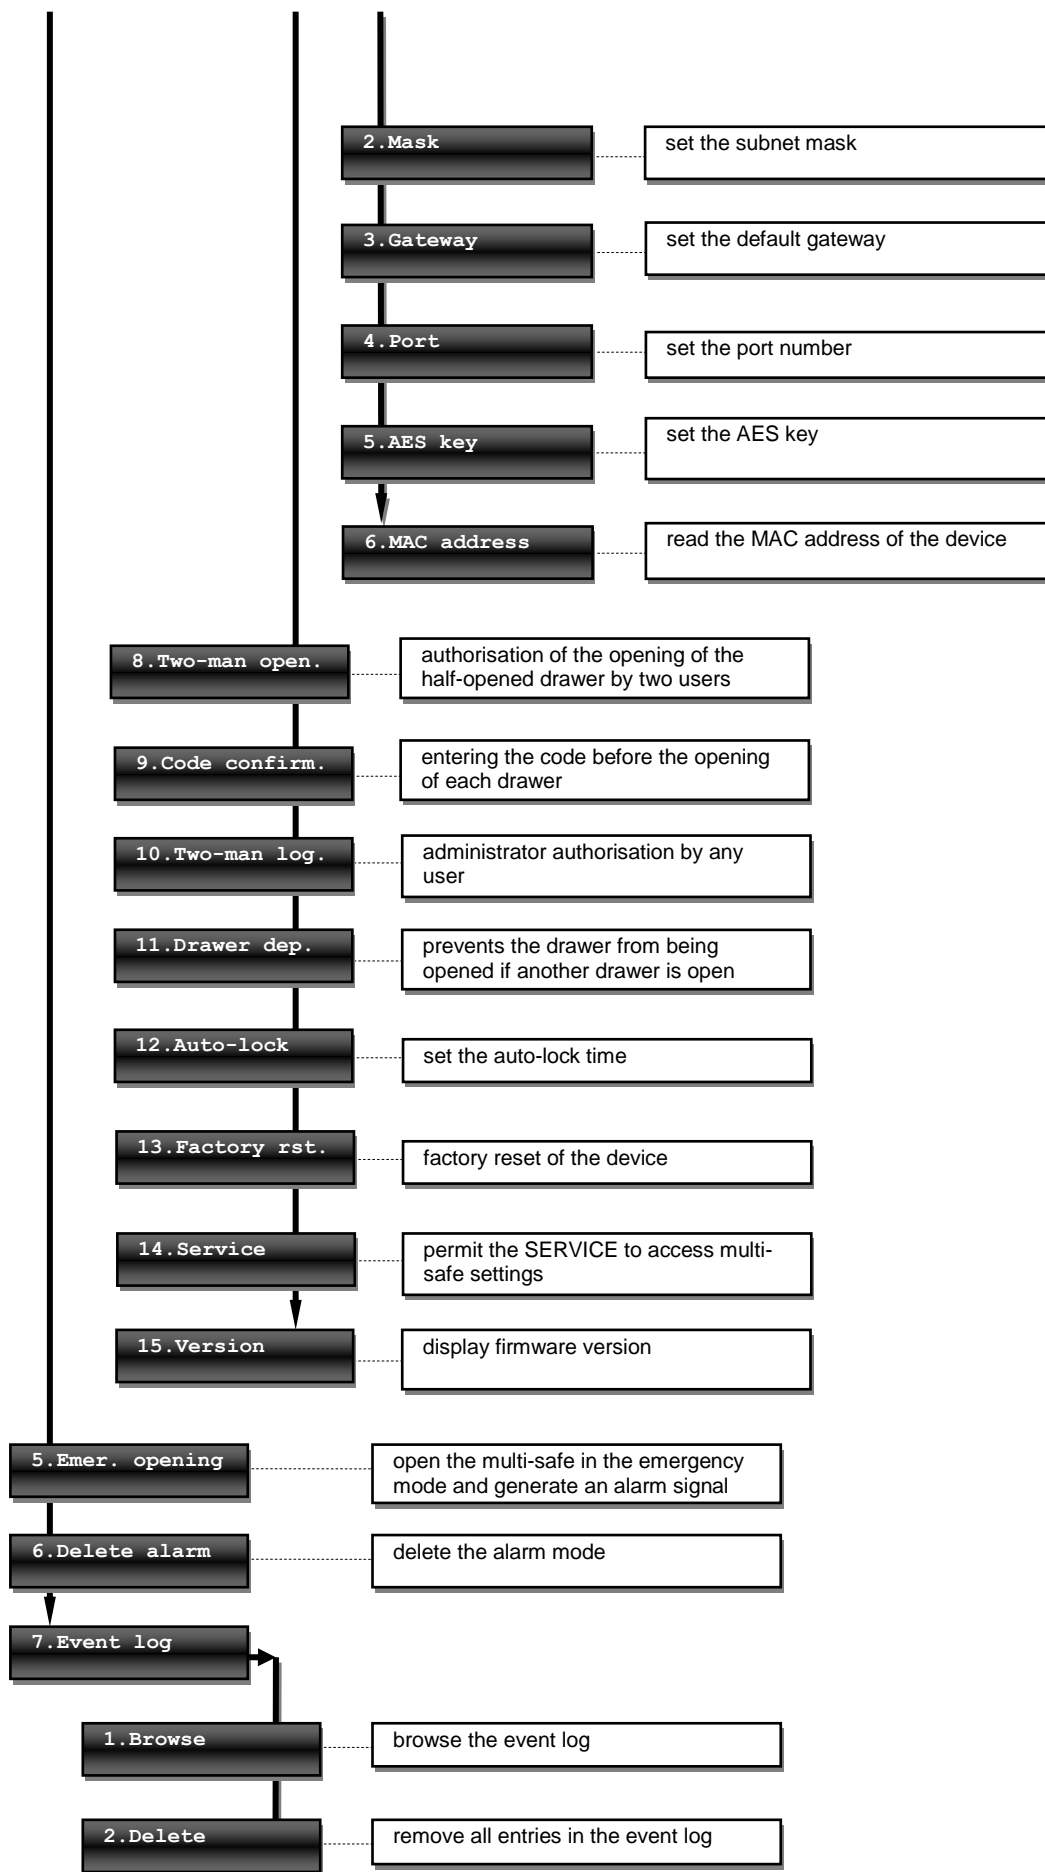 2.Mask
set the subnet mask
3.Gateway
set the default gateway
4.Port
set the port number
5.AES key
set the AES key
6.MAC address
read the MAC address of the device
8.Two-man open.
authorisation of the opening of the
half-opened drawer by two users
9.Code confirm.
entering the code before the opening
of each drawer
10.Two-man log.
administrator authorisation by any
user
11.Drawer dep.
prevents the drawer from being
opened if another drawer is open
12.Auto-lock
set the auto-lock time
13.Factory rst.
factory reset of the device
14.Service
permit the SERVICE to access multi-
safe settings
15.Version
display firmware version
5.Emer. opening
open the multi-safe in the emergency
mode and generate an alarm signal
6.Delete alarm
delete the alarm mode
7.Event log
1.Browse
browse the event log
2.Delete
remove all entries in the event log